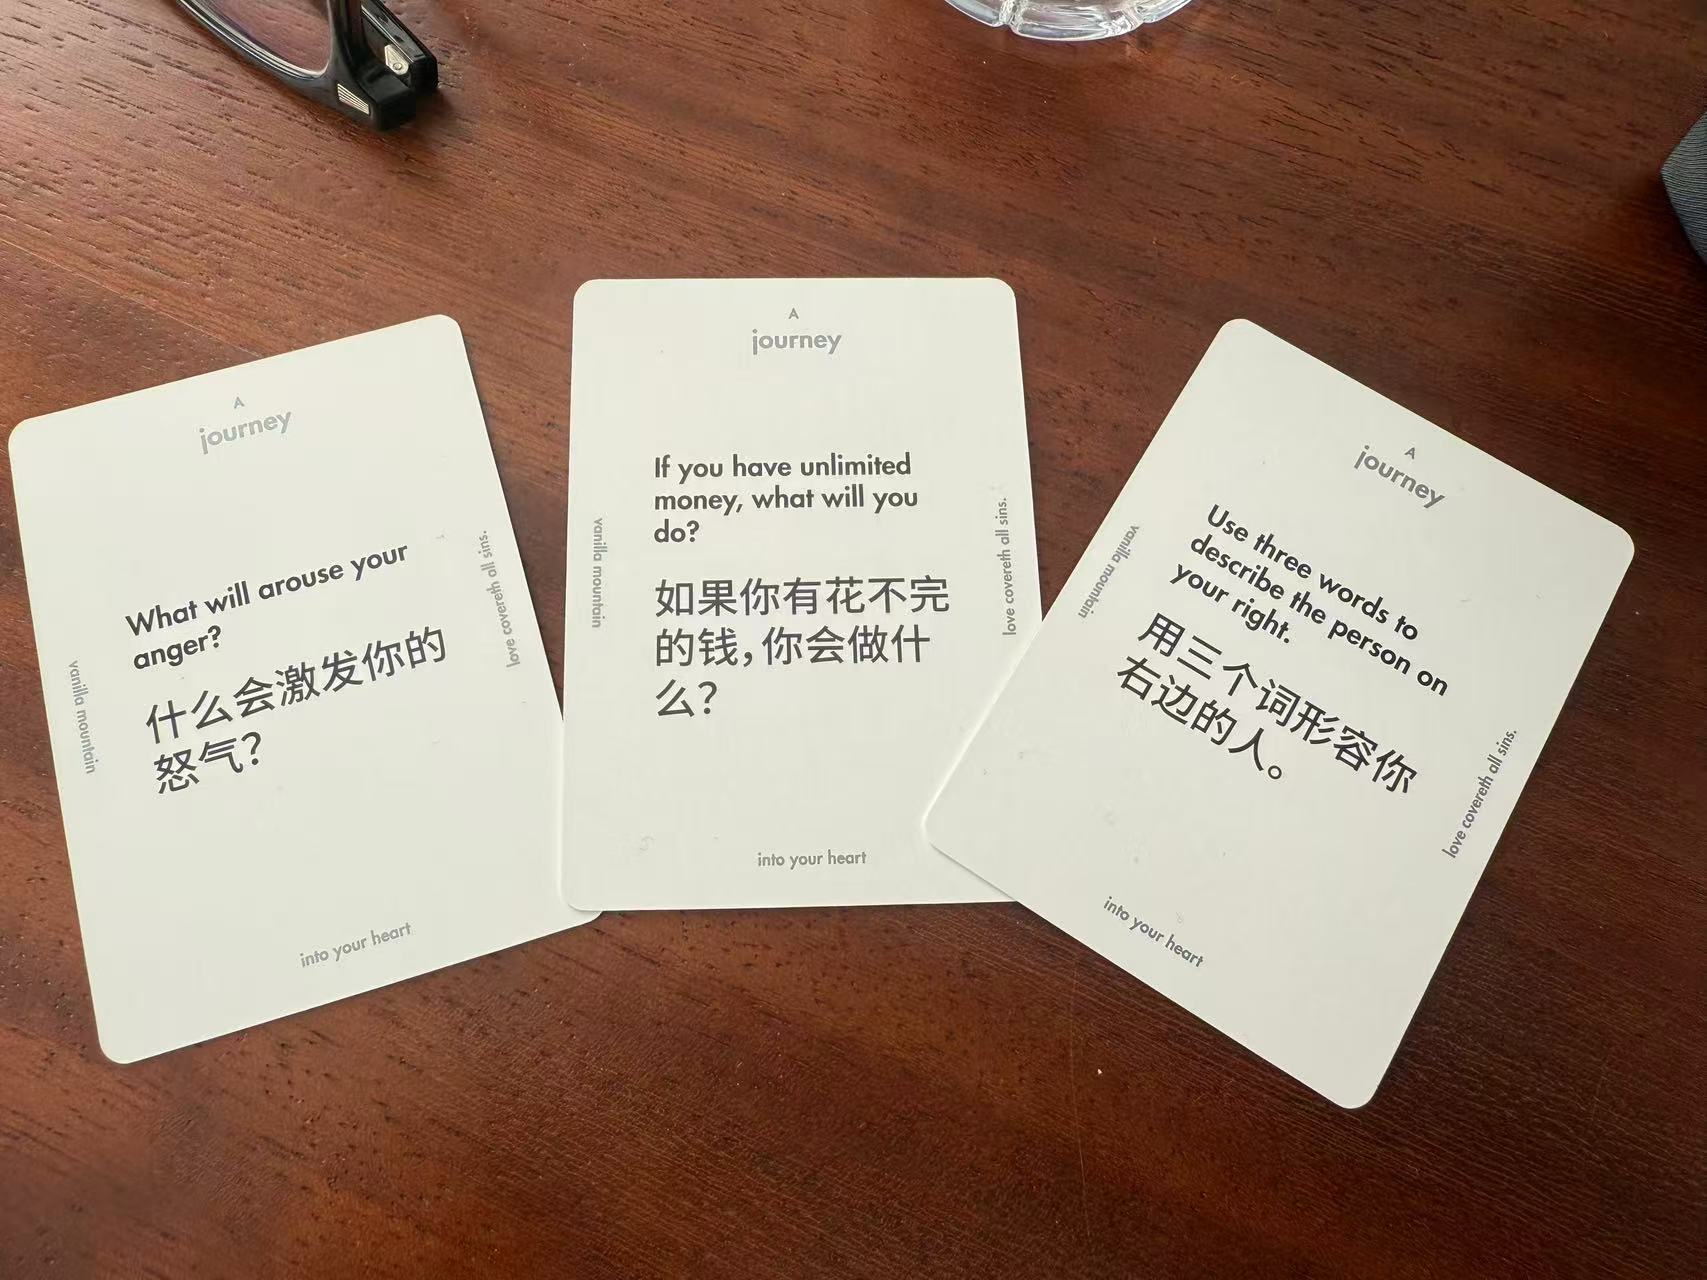 A
journey
What will arouse your
anger?
什么会激发你的
怒气？
vanilla mountain
love covereth all sins.
into your heart
A
journey
If you have unlimited
money, what will you
do?
如果你有花不完
的钱，你会做什
么？
vanilla mountain
love covereth all sins.
into your heart
A
journey
Use three words to
describe the person on
your right.
用三个词形容你
右边的人。
vanilla mountain
love covereth all sins.
into your heart